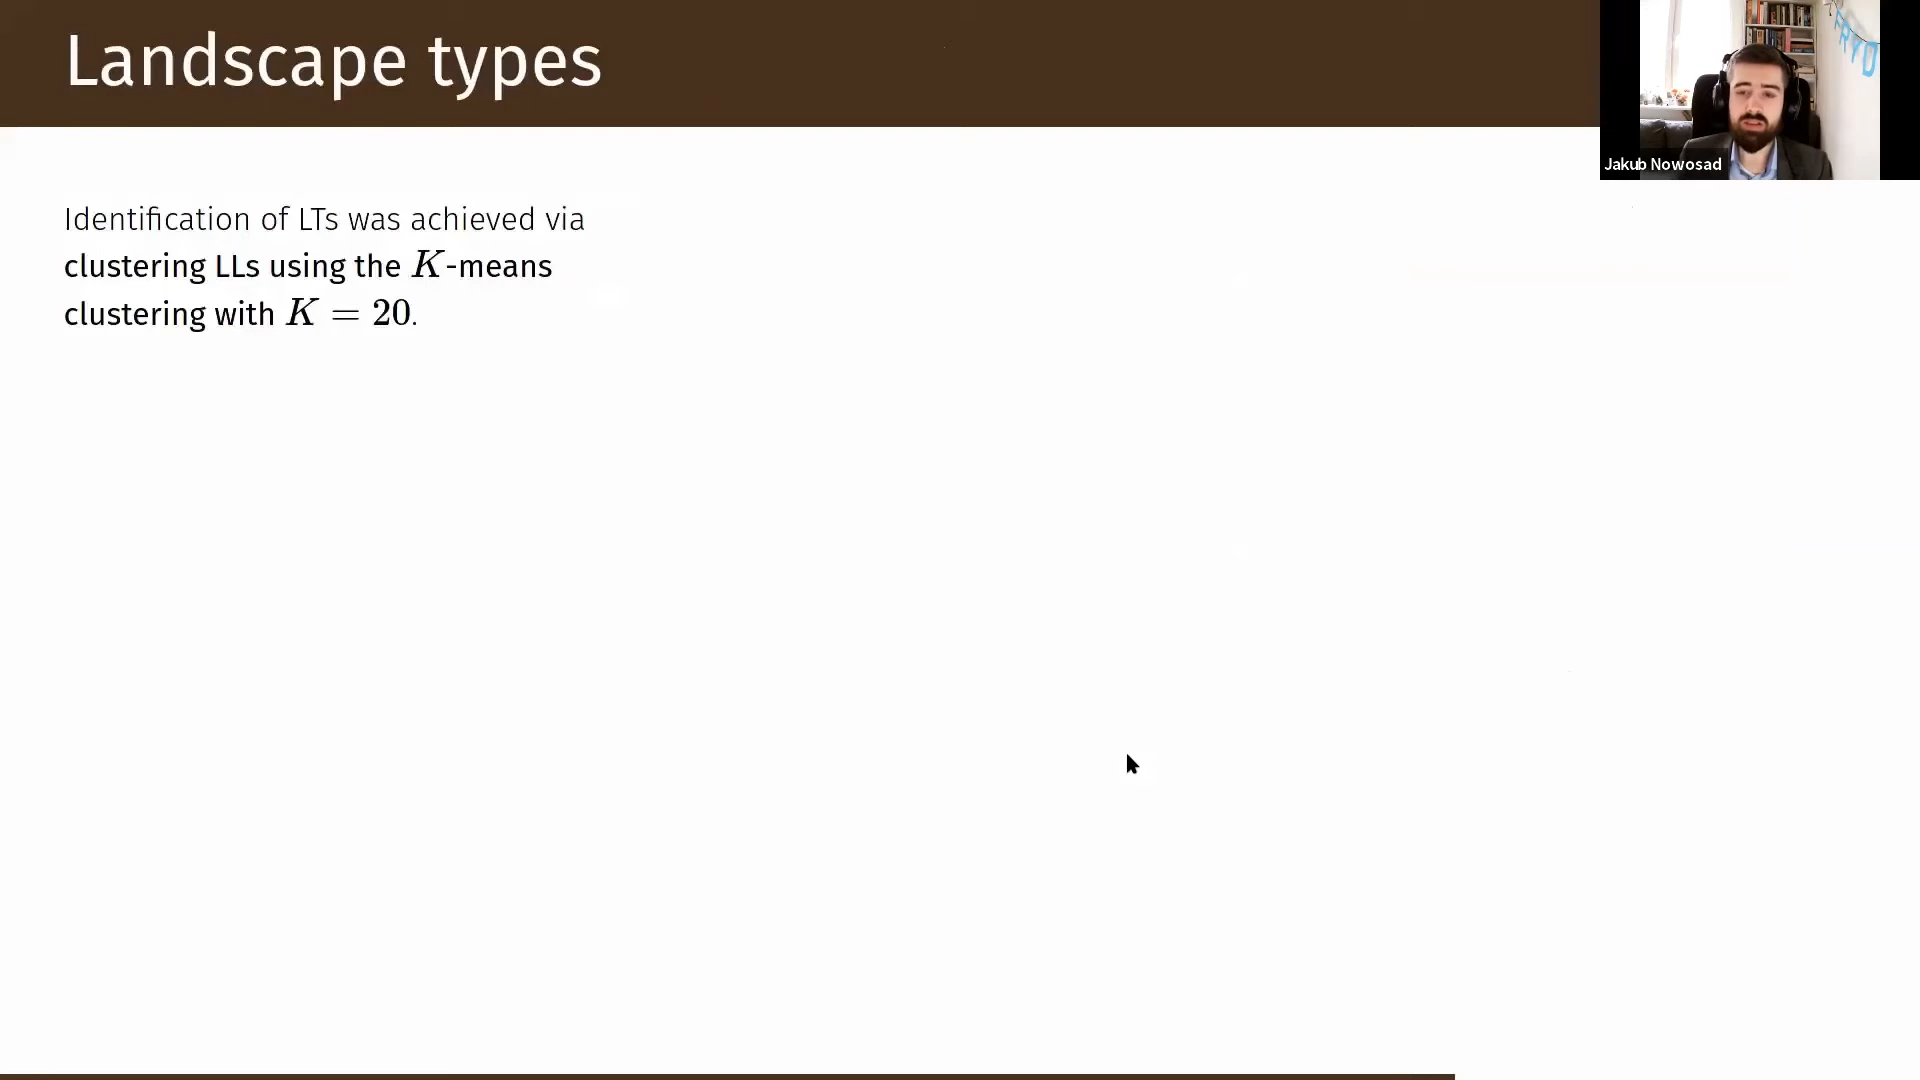 Landscape types
Jakub Nowosad
Identification of LTs was achieved via
clustering LLs using the K-means
clustering with K = 20.